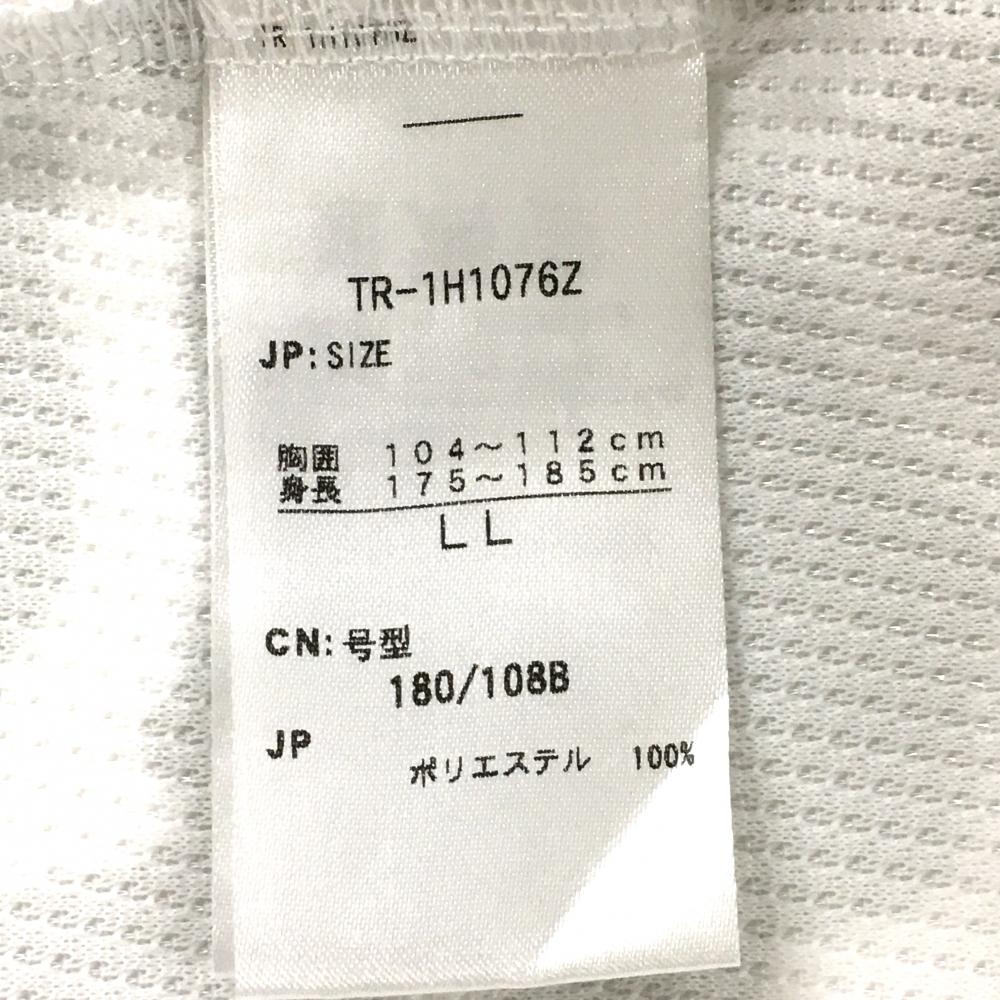 TR-1H1076Z
JP: SIZE
胸囲 104～112cm
身長 175～185cm
LL
CN: 号型
180/108B
JP
ポリエステル 100%